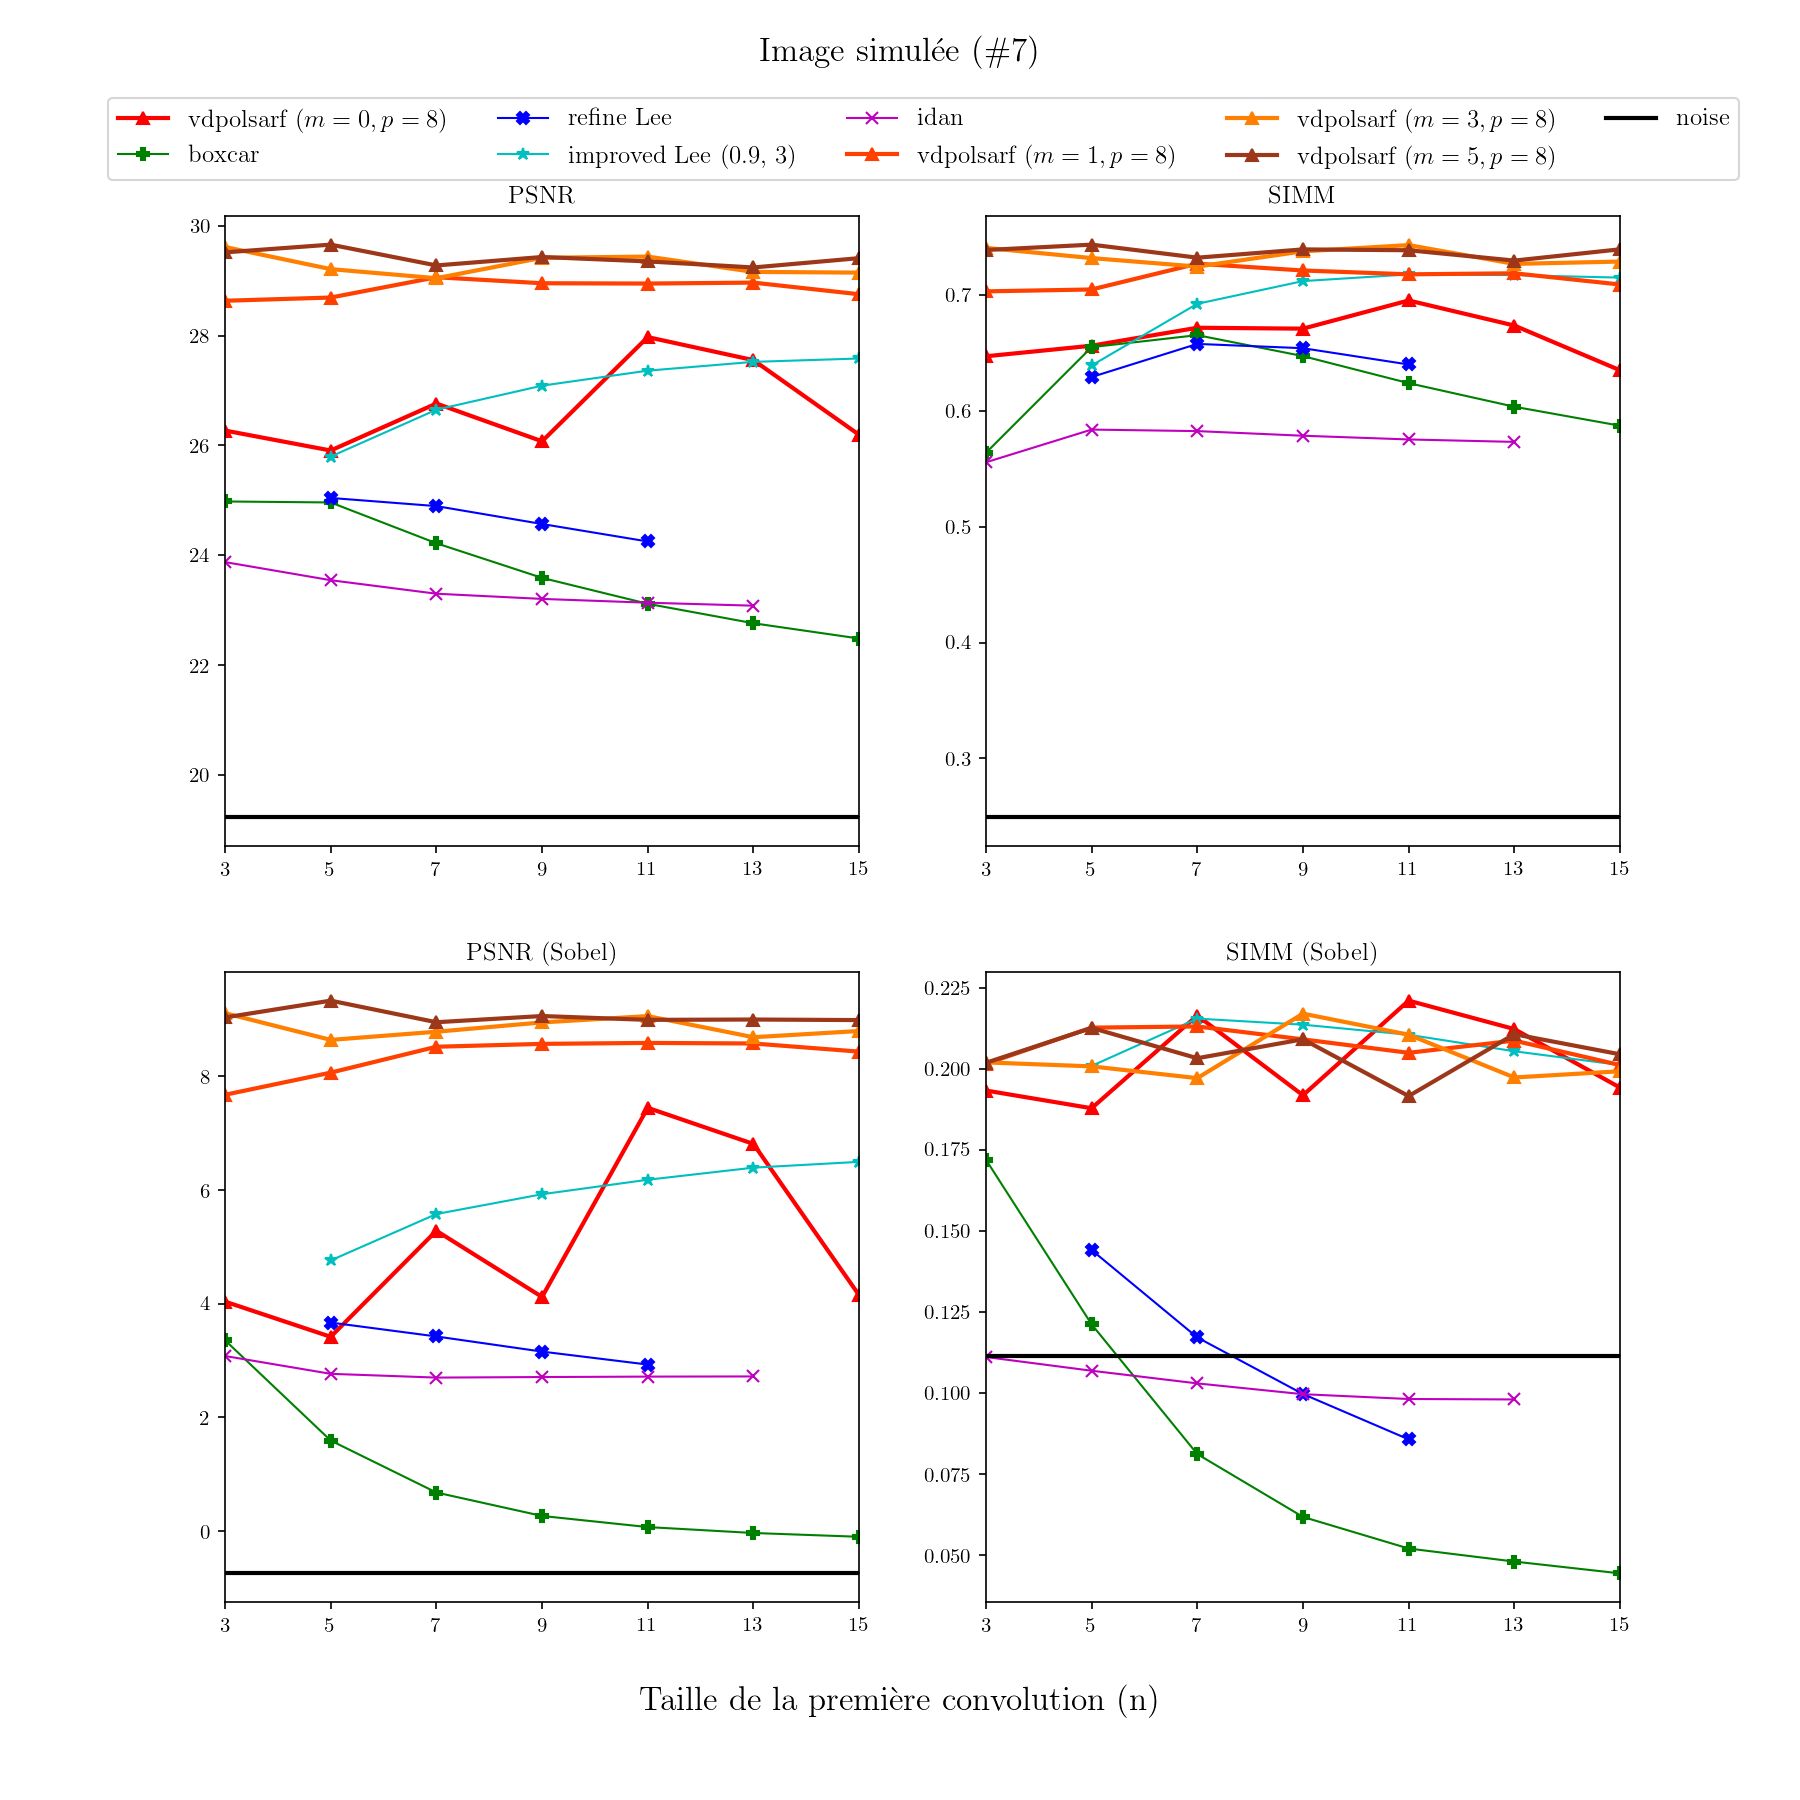 Image simulée (#7)
vdpolsarf (m = 0, p = 8) refine Lee idan vdpolsarf (m = 3, p = 8) noise
boxcar improved Lee (0.9, 3) vdpolsarf (m = 1, p = 8) vdpolsarf (m = 5, p = 8)
PSNR SIMM
30
28
26
24
22
20
3 5 7 9 11 13 15
0.7
0.6
0.5
0.4
0.3
3 5 7 9 11 13 15
PSNR (Sobel) SIMM (Sobel)
8
6
4
2
0
3 5 7 9 11 13 15
0.225
0.200
0.175
0.150
0.125
0.100
0.075
0.050
3 5 7 9 11 13 15
Taille de la première convolution (n)